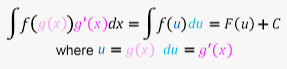 ∫f(g(x))g'(x)dx = ∫f(u)du = F(u) + C
where u = g(x) du = g'(x)